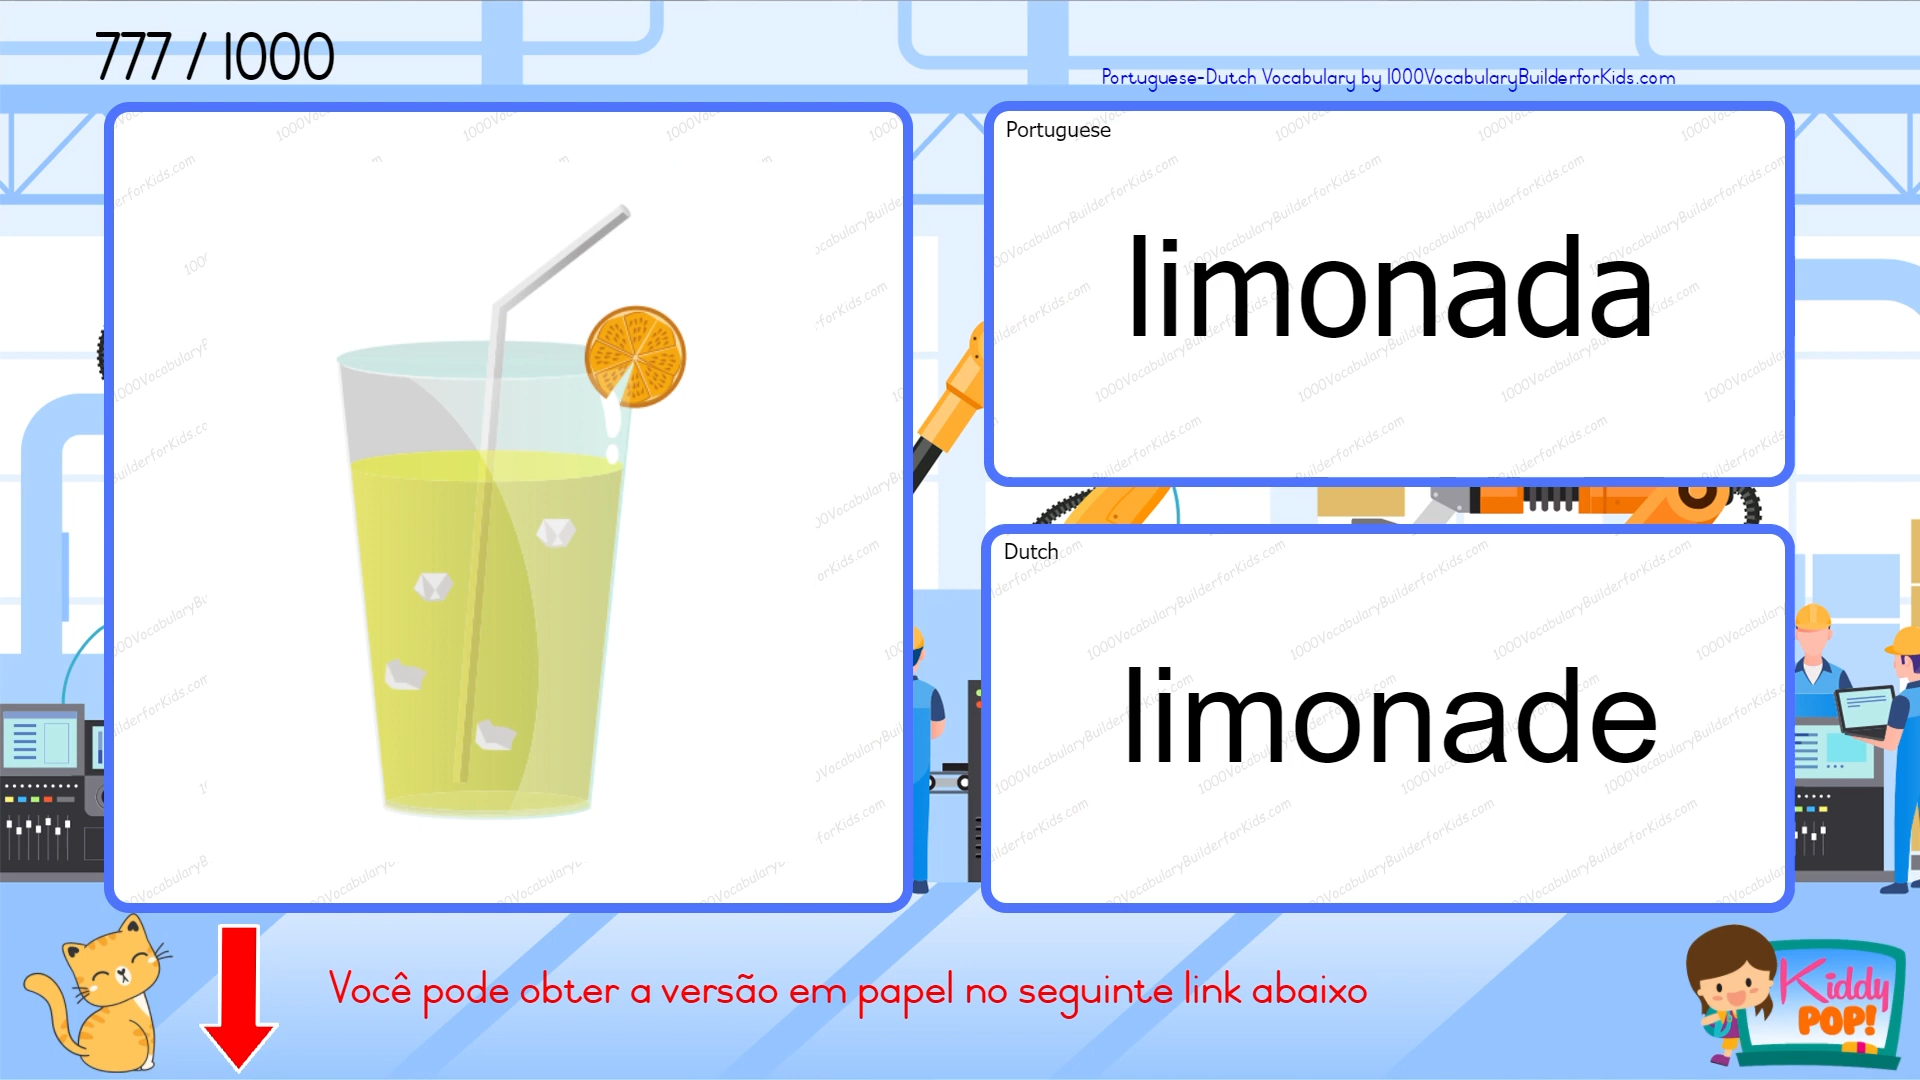 777 / 1000
Portuguese-Dutch Vocabulary by 1000VocabularyBuilderforKids.com
Portuguese
limonada
Dutch
limonade
Você pode obter a versão em papel no seguinte link abaixo
Kiddy
POP!